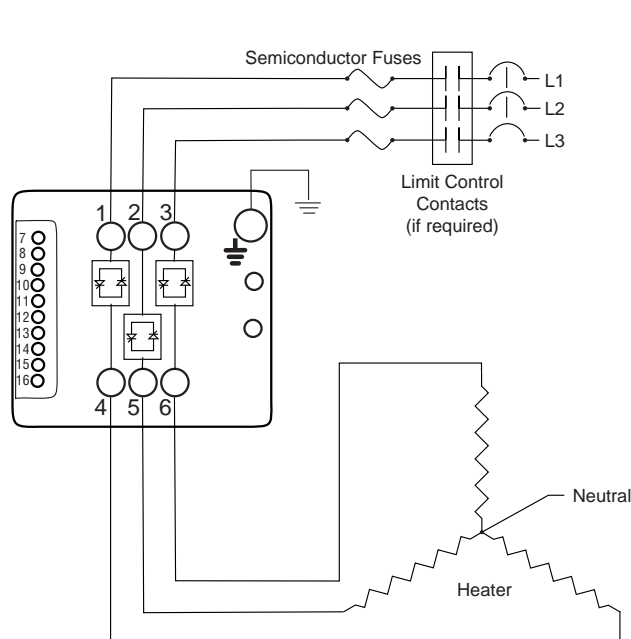 Semiconductor Fuses
L1
L2
L3
Limit Control
Contacts
(if required)
1 2 3
7
8
9
10
11
12
13
14
15
16
4 5 6
Neutral
Heater